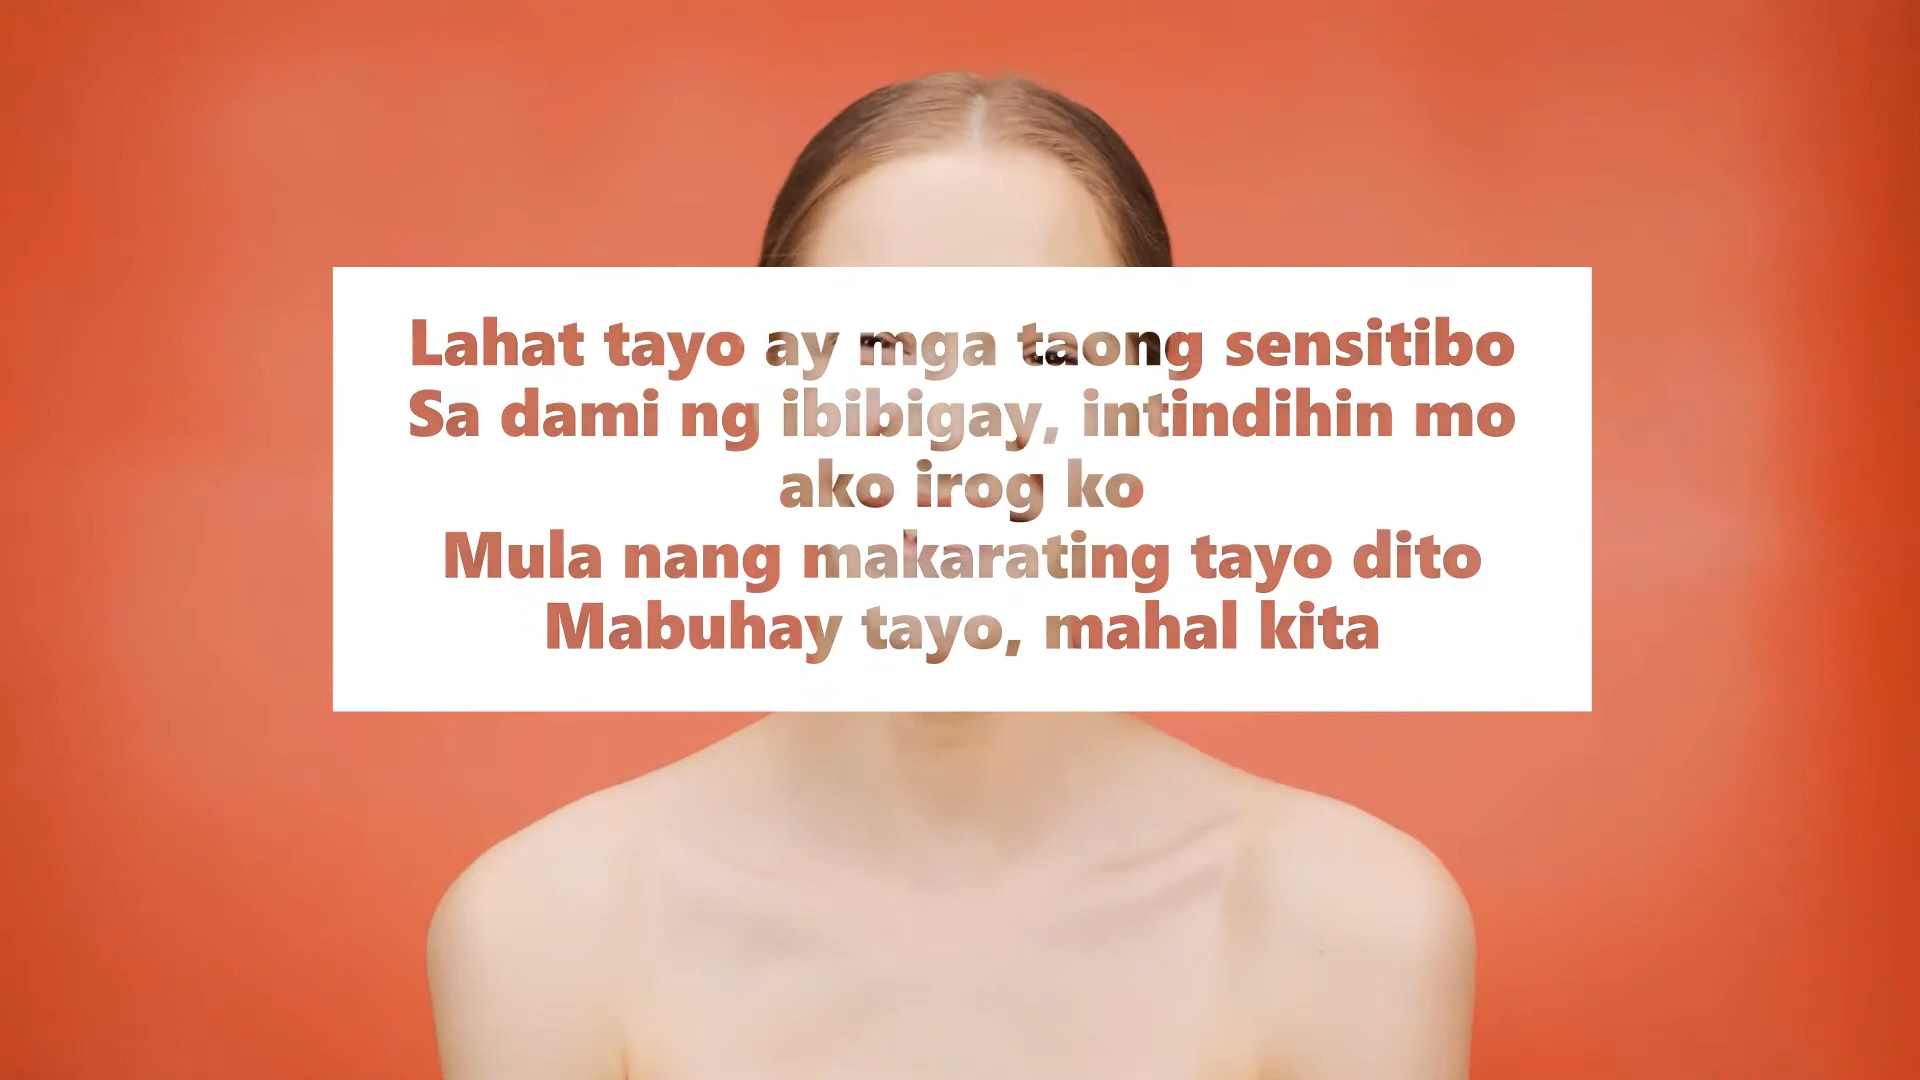 Lahat tayo ay mga taong sensitibo
Sa dami ng ibibigay, intindihin mo
ako irog ko
Mula nang makarating tayo dito
Mabuhay tayo, mahal kita